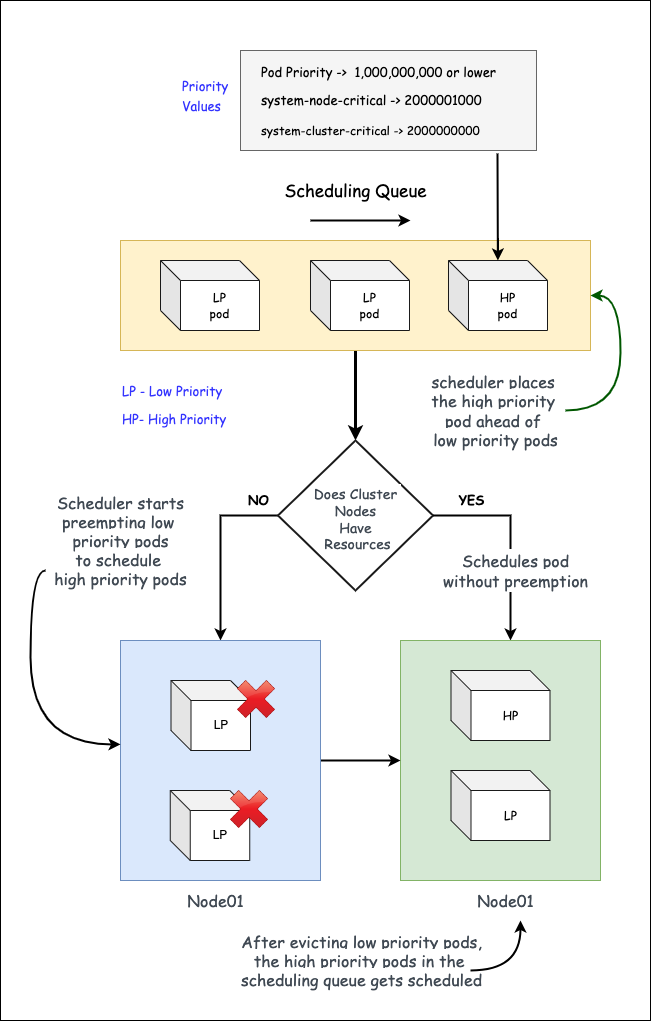 Priority
Values
Pod Priority -> 1,000,000,000 or lower
system-node-critical -> 2000001000
system-cluster-critical -> 2000000000
Scheduling Queue
LP
pod
LP
pod
HP
pod
LP - Low Priority
HP- High Priority
scheduler places
the high priority
pod ahead of
low priority pods
Does Cluster
Nodes
Have
Resources
NO
YES
Scheduler starts
preempting low
priority pods
to schedule
high priority pods
Schedules pod
without preemption
LP
LP
HP
LP
Node01
Node01
After evicting low priority pods,
the high priority pods in the
scheduling queue gets scheduled